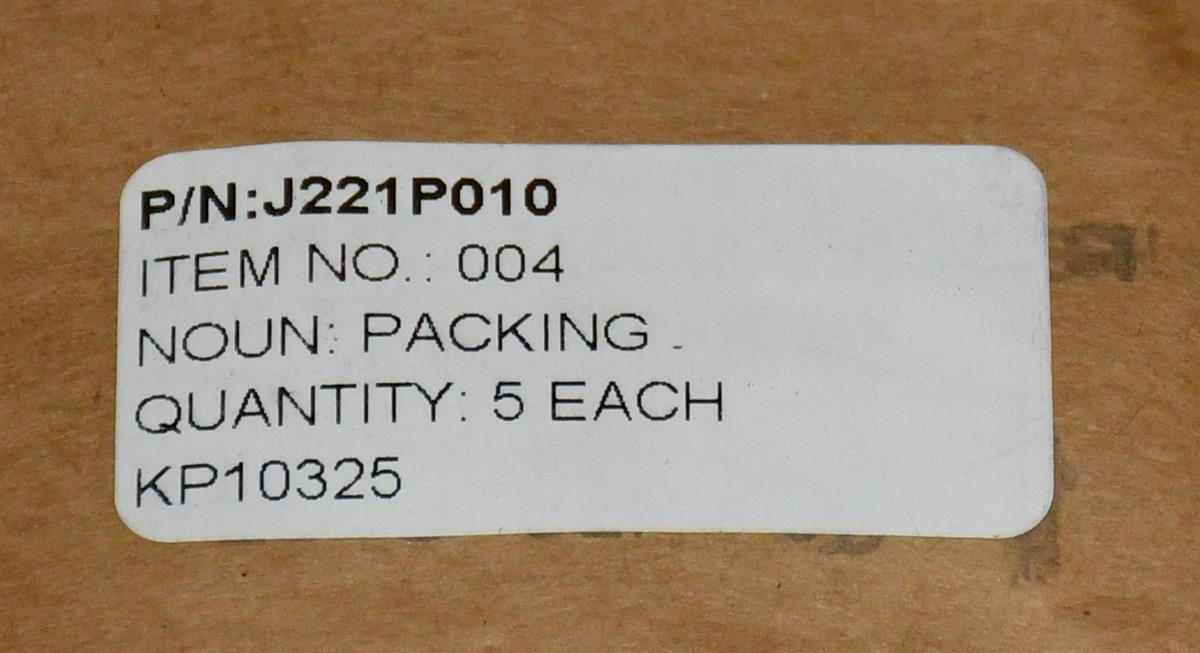 P/N:J221P010
ITEM NO.: 004
NOUN: PACKING
QUANTITY: 5 EACH
KP10325